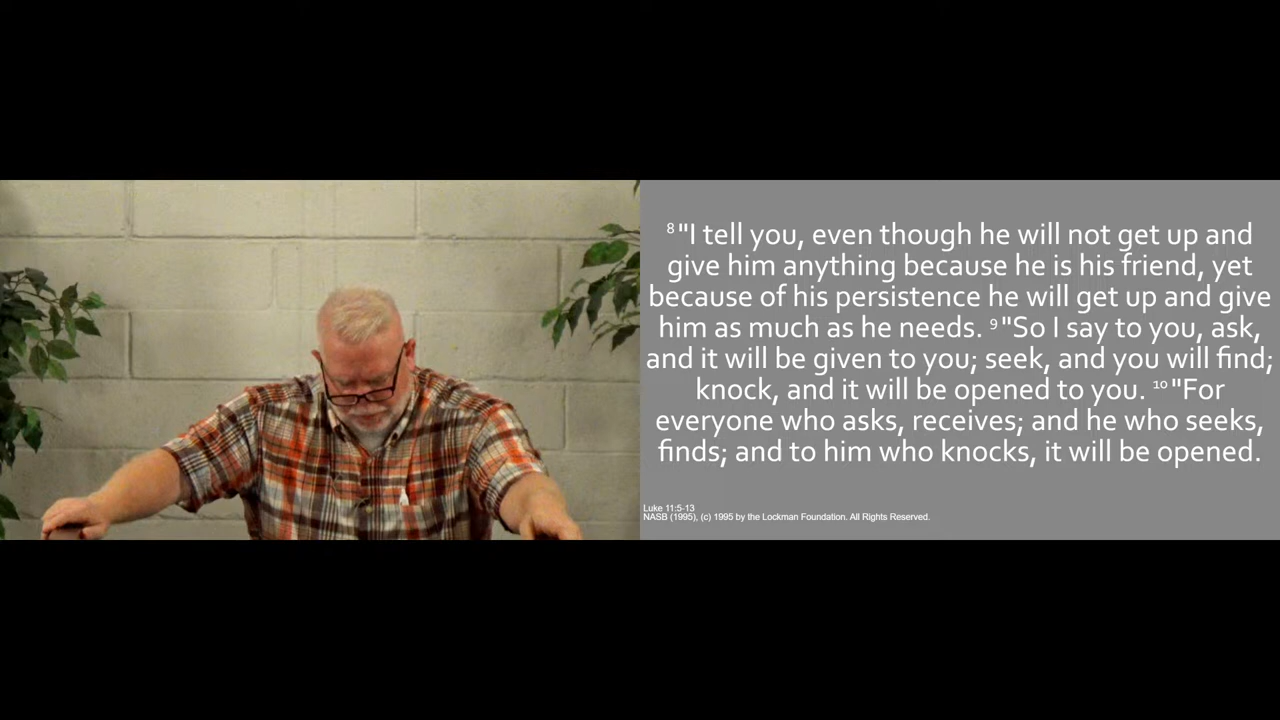 8 "I tell you, even though he will not get up and
give him anything because he is his friend, yet
because of his persistence he will get up and give
him as much as he needs. 9 "So I say to you, ask,
and it will be given to you; seek, and you will find;
knock, and it will be opened to you. 10 "For
everyone who asks, receives; and he who seeks,
finds; and to him who knocks, it will be opened.
Luke 11:5-13
NASB (1995), (c) 1995 by the Lockman Foundation. All Rights Reserved.